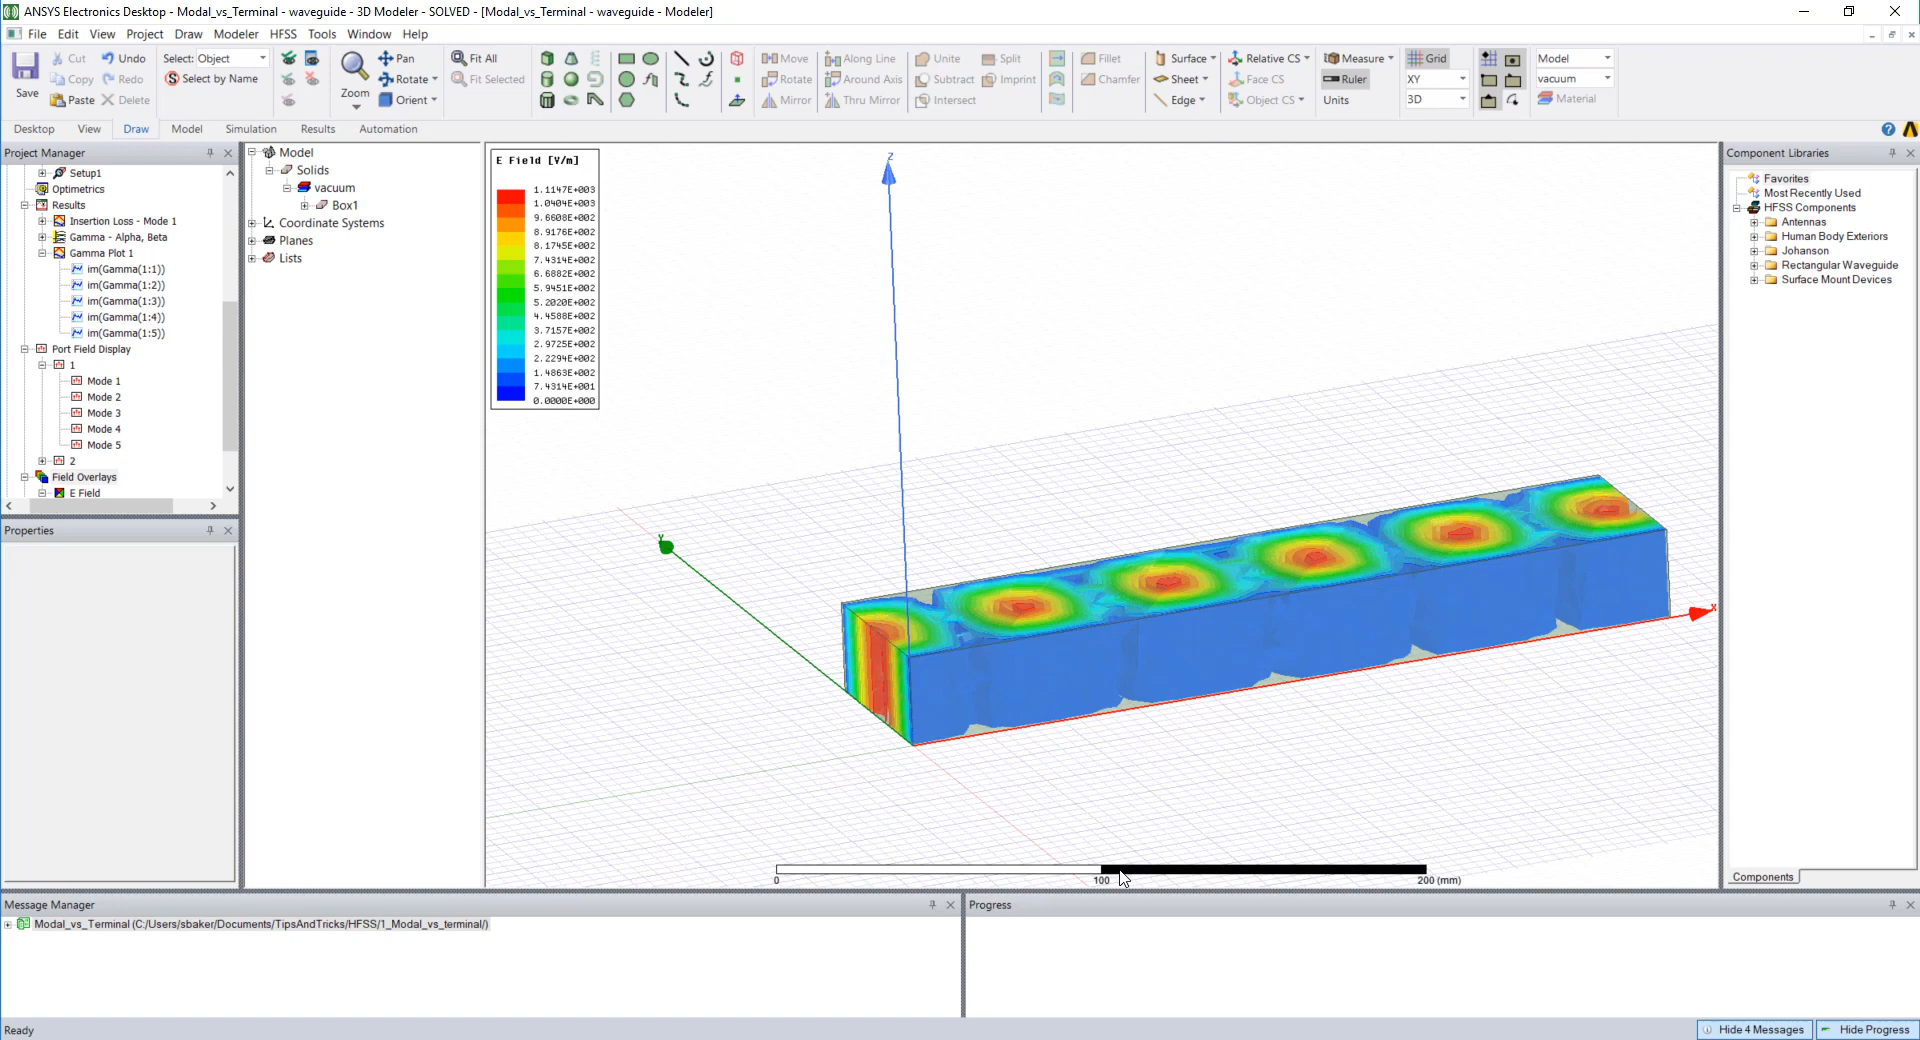 ANSYS Electronics Desktop - Modal_vs_Terminal - waveguide - 3D Modeler - SOLVED - [Modal_vs_Terminal - waveguide - Modeler]
File Edit View Project Draw Modeler HFSS Tools Window Help
Save
Cut
Copy
Paste
Undo
Redo
Delete
Select: Object
Select by Name
Zoom
Pan
Rotate
Orient
Fit All
Fit Selected
Move
Rotate
Mirror
Along Line
Around Axis
Thru Mirror
Unite
Subtract
Intersect
Split
Imprint
Fillet
Chamfer
Surface
Sheet
Edge
Relative CS
Face CS
Object CS
Measure
Ruler
Units
Grid
XY
3D
Model
vacuum
Material
Desktop View Draw Model Simulation Results Automation
Project Manager
Setup1
Optimetrics
Results
Insertion Loss - Mode 1
Gamma - Alpha, Beta
Gamma Plot 1
im(Gamma(1:1))
im(Gamma(1:2))
im(Gamma(1:3))
im(Gamma(1:4))
im(Gamma(1:5))
Port Field Display
1
Mode 1
Mode 2
Mode 3
Mode 4
Mode 5
2
Field Overlays
E Field
Properties
Model
Solids
vacuum
Box1
Coordinate Systems
Planes
Lists
E Field [V/m]
1.1147E+003
1.0404E+003
9.6608E+002
8.9176E+002
8.1745E+002
7.4314E+002
6.6882E+002
5.9451E+002
5.2020E+002
4.4588E+002
3.7157E+002
2.9725E+002
2.2294E+002
1.4863E+002
7.4314E+001
0.0000E+000
Z
Y
X
0 100 200 (mm)
Component Libraries
Favorites
Most Recently Used
HFSS Components
Antennas
Human Body Exteriors
Johanson
Rectangular Waveguide
Surface Mount Devices
Components
Message Manager
Modal_vs_Terminal (C:/Users/sbaker/Documents/TipsAndTricks/HFSS/1_Modal_vs_terminal/)
Progress
Ready
Hide 4 Messages
Hide Progress